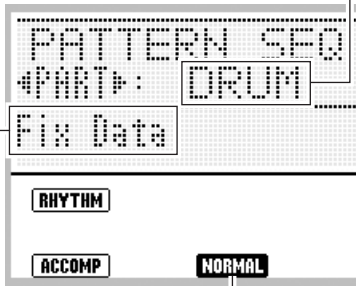 PATTERN SEQ
◂PART▸: DRUM
Fix Data
RHYTHM
ACCOMP NORMAL